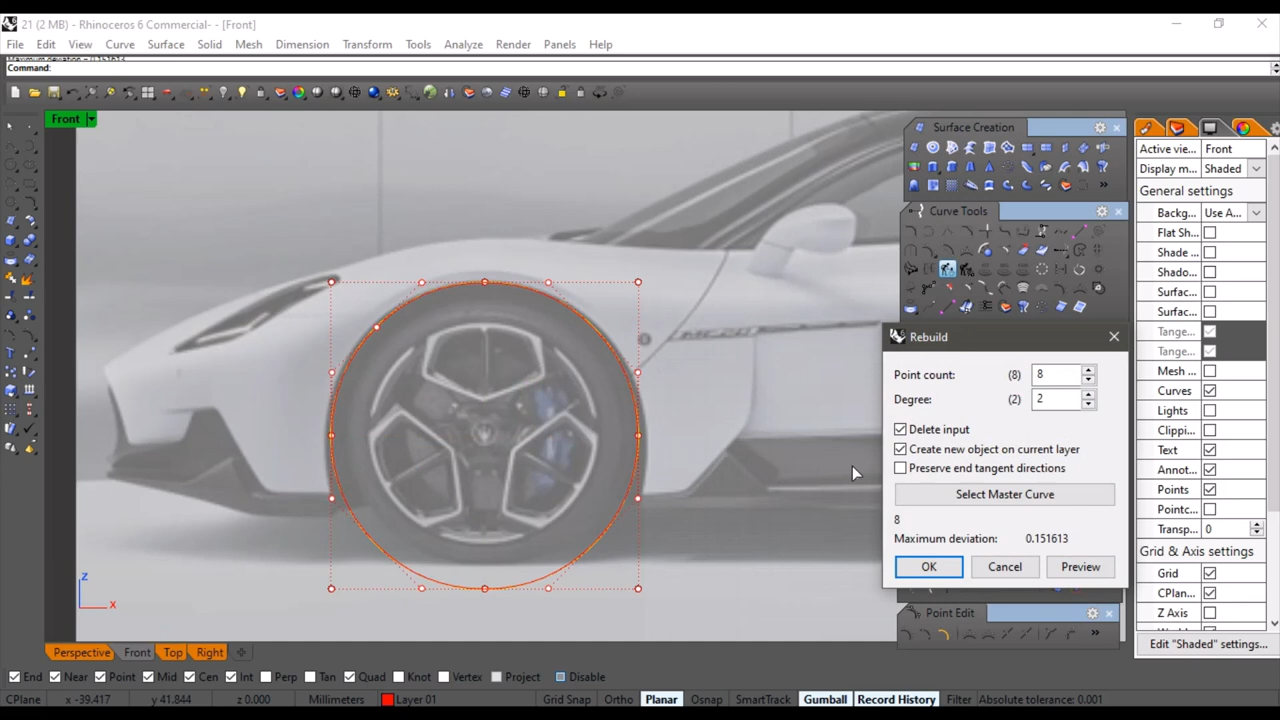 21 (2 MB) - Rhinoceros 6 Commercial- - [Front]
File Edit View Curve Surface Solid Mesh Dimension Transform Tools Analyze Render Panels Help
Maximum deviation = 0.151613
Command:
Front
Surface Creation
Active vie... Front
Display m... Shaded
General settings
Backg... Use A...
Curve Tools
Flat Sh...
Shade ...
Shado...
Surfac...
Surfac...
Tange...
Tange...
Mesh ...
Curves
Lights
Clippi...
Text
Annot...
Points
Pointc...
Transp... 0
Grid & Axis settings
Grid
CPlan...
Z Axis
Edit "Shaded" settings...
Rebuild
Point count: (8) 8
Degree: (2) 2
Delete input
Create new object on current layer
Preserve end tangent directions
Select Master Curve
8
Maximum deviation: 0.151613
OK Cancel Preview
Point Edit
z
x
Perspective Front Top Right
End Near Point Mid Cen Int Perp Tan Quad Knot Vertex Project Disable
CPlane x -39.417 y 41.844 z 0.000 Millimeters Layer 01 Grid Snap Ortho Planar Osnap SmartTrack Gumball Record History Filter Absolute tolerance: 0.001